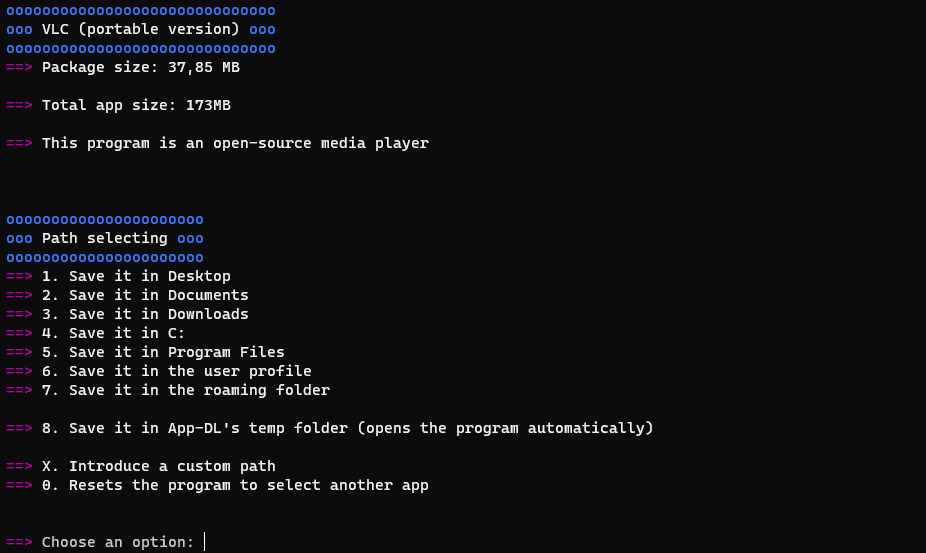 oooooooooooooooooooooooooooooo
ooo VLC (portable version) ooo
oooooooooooooooooooooooooooooo
==> Package size: 37,85 MB
==> Total app size: 173MB
==> This program is an open-source media player
oooooooooooooooooooooo
ooo Path selecting ooo
oooooooooooooooooooooo
==> 1. Save it in Desktop
==> 2. Save it in Documents
==> 3. Save it in Downloads
==> 4. Save it in C:
==> 5. Save it in Program Files
==> 6. Save it in the user profile
==> 7. Save it in the roaming folder
==> 8. Save it in App-DL's temp folder (opens the program automatically)
==> X. Introduce a custom path
==> 0. Resets the program to select another app
==> Choose an option: